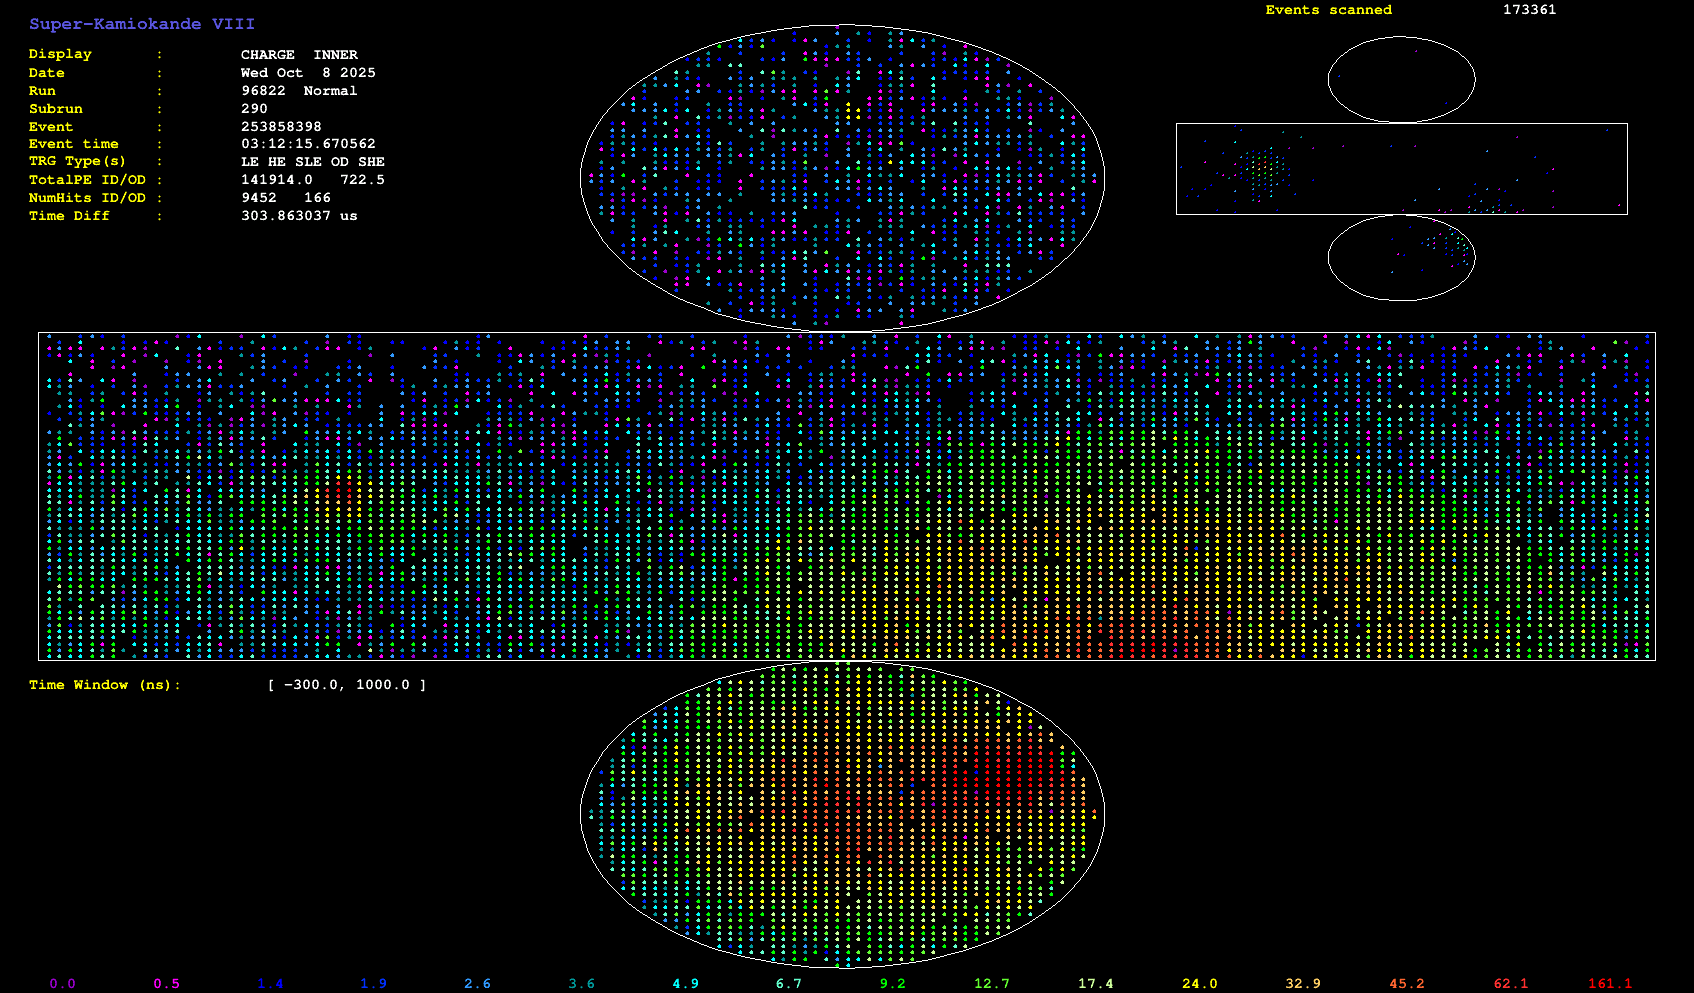 Super-Kamiokande VIII
Events scanned 173361
Display : CHARGE INNER
Date : Wed Oct 8 2025
Run : 96822 Normal
Subrun : 290
Event : 253858398
Event time : 03:12:15.670562
TRG Type(s) : LE HE SLE OD SHE
TotalPE ID/OD : 141914.0 722.5
NumHits ID/OD : 9452 166
Time Diff : 303.863037 us
Time Window (ns): [ -300.0, 1000.0 ]
0.0 0.5 1.4 1.9 2.6 3.6 4.9 6.7 9.2 12.7 17.4 24.0 32.9 45.2 62.1 161.1